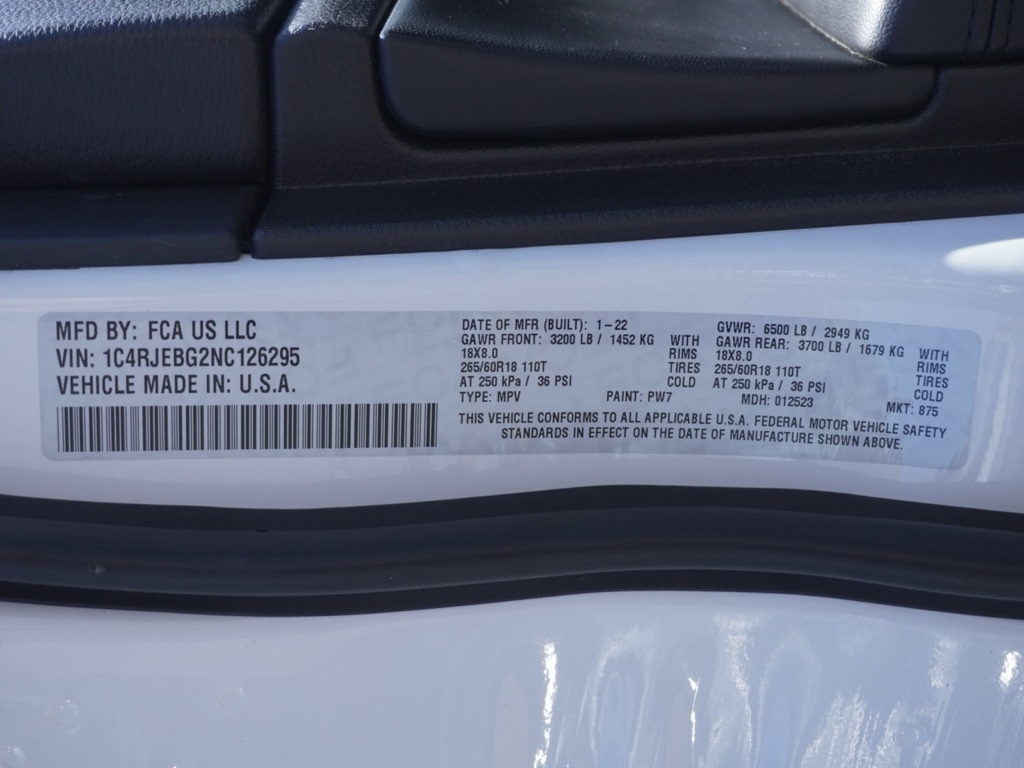 MFD BY: FCA US LLC
VIN: 1C4RJEBG2NC126295
VEHICLE MADE IN: U.S.A.
DATE OF MFR (BUILT): 1-22
GAWR FRONT: 3200 LB / 1452 KG WITH
18X8.0 RIMS
265/60R18 110T TIRES
AT 250 kPa / 36 PSI COLD
TYPE: MPV PAINT: PW7
GVWR: 6500 LB / 2949 KG
GAWR REAR: 3700 LB / 1679 KG WITH
18X8.0 RIMS
265/60R18 110T TIRES
AT 250 kPa / 36 PSI COLD
MDH: 012523 MKT: 875
THIS VEHICLE CONFORMS TO ALL APPLICABLE U.S.A. FEDERAL MOTOR VEHICLE SAFETY
STANDARDS IN EFFECT ON THE DATE OF MANUFACTURE SHOWN ABOVE.